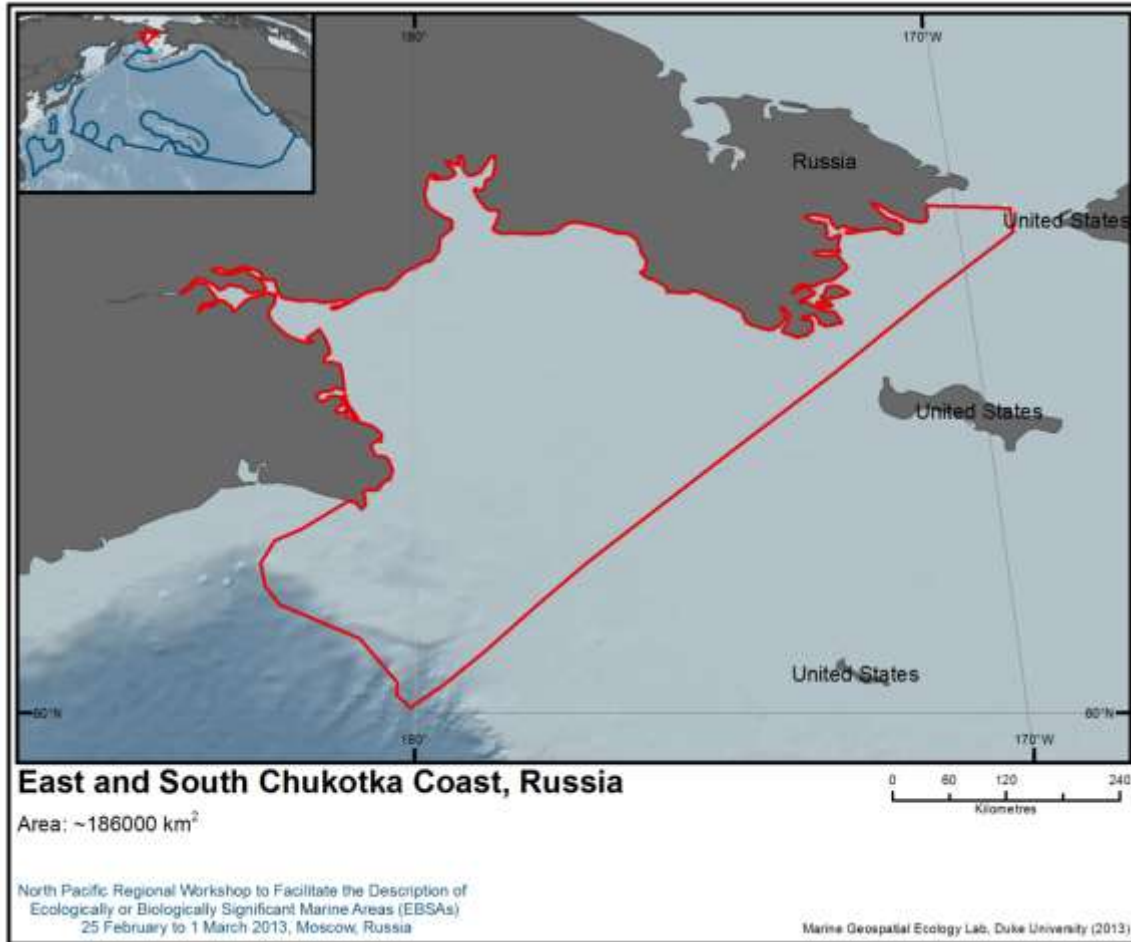 180°
170°W
Russia
United States
United States
United States
60°N
60°N
180°
170°W
East and South Chukotka Coast, Russia
0 60 120 240
Kilometres
Area: ~186000 km²
North Pacific Regional Workshop to Facilitate the Description of
Ecologically or Biologically Significant Marine Areas (EBSAs)
25 February to 1 March 2013, Moscow, Russia
Marine Geospatial Ecology Lab, Duke University (2013)